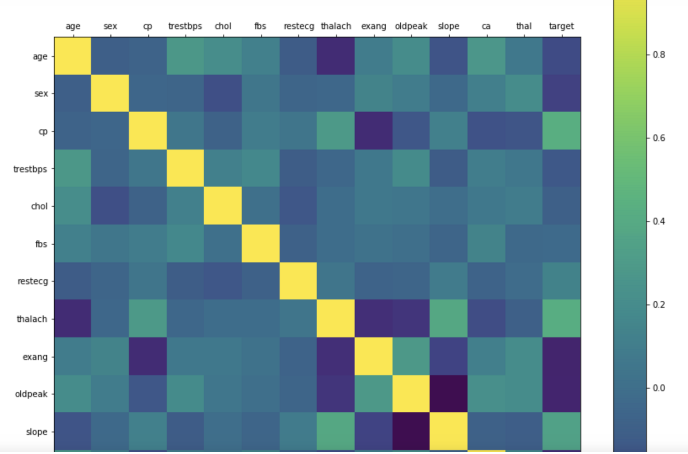 age sex cp trestbps chol fbs restecg thalach exang oldpeak slope ca thal target
age
0.8
sex
cp
0.6
trestbps
chol
0.4
fbs
restecg
0.2
thalach
exang
0.0
oldpeak
slope